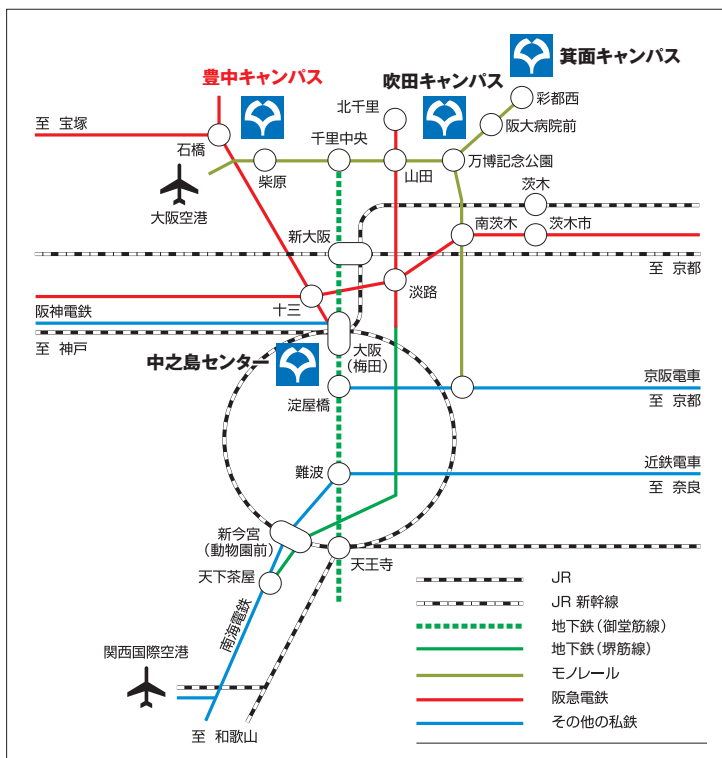 箕面キャンパス
豊中キャンパス
吹田キャンパス
彩都西
北千里
阪大病院前
至 宝塚
千里中央
石橋
柴原
山田
万博記念公園
大阪空港
茨木
新大阪
南茨木
茨木市
至 京都
淡路
十三
阪神電鉄
至 神戸
大阪
(梅田)
中之島センター
京阪電車
淀屋橋
至 京都
難波
近鉄電車
至 奈良
新今宮
(動物園前)
天王寺
天下茶屋
南海電鉄
関西国際空港
至 和歌山
JR
JR 新幹線
地下鉄(御堂筋線)
地下鉄(堺筋線)
モノレール
阪急電鉄
その他の私鉄